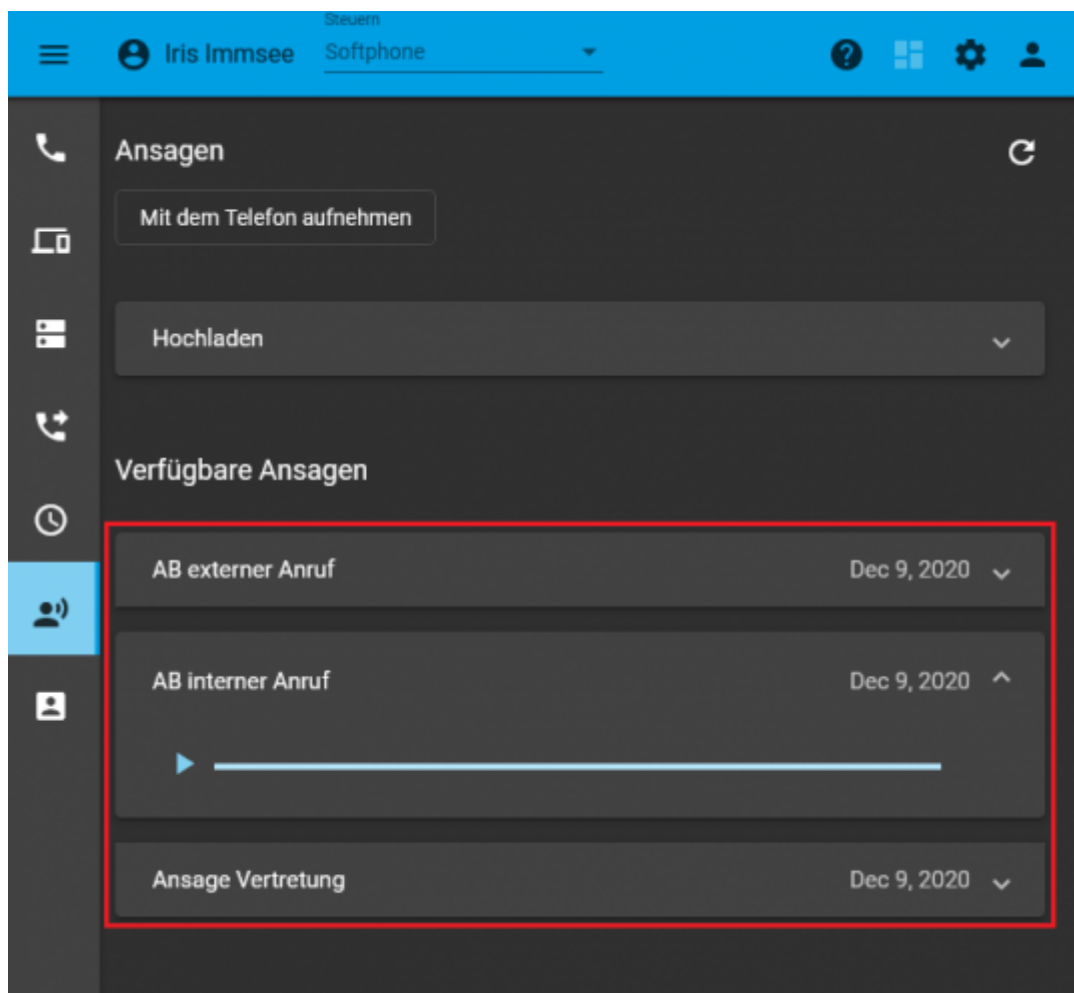 Steuern
Iris Immsee Softphone
Ansagen
Mit dem Telefon aufnehmen
Hochladen
Verfügbare Ansagen
AB externer Anruf Dec 9, 2020
AB interner Anruf Dec 9, 2020
Ansage Vertretung Dec 9, 2020